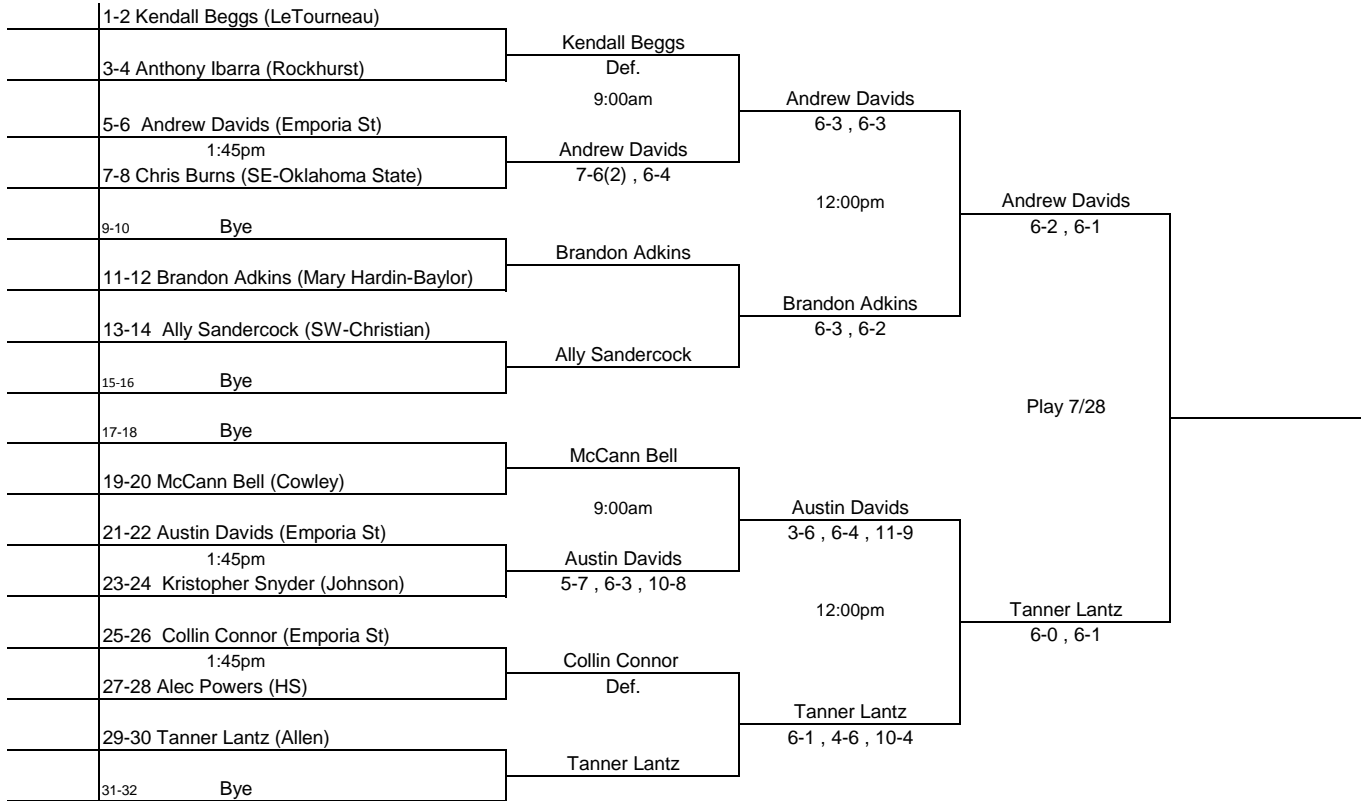 1-2 Kendall Beggs (LeTourneau)
Kendall Beggs
3-4 Anthony Ibarra (Rockhurst)
Def.
9:00am
Andrew Davids
5-6 Andrew Davids (Emporia St)
6-3 , 6-3
1:45pm
Andrew Davids
7-8 Chris Burns (SE-Oklahoma State)
7-6(2) , 6-4
12:00pm
Andrew Davids
9-10 Bye
6-2 , 6-1
Brandon Adkins
11-12 Brandon Adkins (Mary Hardin-Baylor)
Brandon Adkins
13-14 Ally Sandercock (SW-Christian)
6-3 , 6-2
Ally Sandercock
15-16 Bye
Play 7/28
17-18 Bye
McCann Bell
19-20 McCann Bell (Cowley)
9:00am
Austin Davids
21-22 Austin Davids (Emporia St)
3-6 , 6-4 , 11-9
1:45pm
Austin Davids
23-24 Kristopher Snyder (Johnson)
5-7 , 6-3 , 10-8
12:00pm
Tanner Lantz
25-26 Collin Connor (Emporia St)
6-0 , 6-1
1:45pm
Collin Connor
27-28 Alec Powers (HS)
Def.
Tanner Lantz
29-30 Tanner Lantz (Allen)
6-1 , 4-6 , 10-4
Tanner Lantz
31-32 Bye